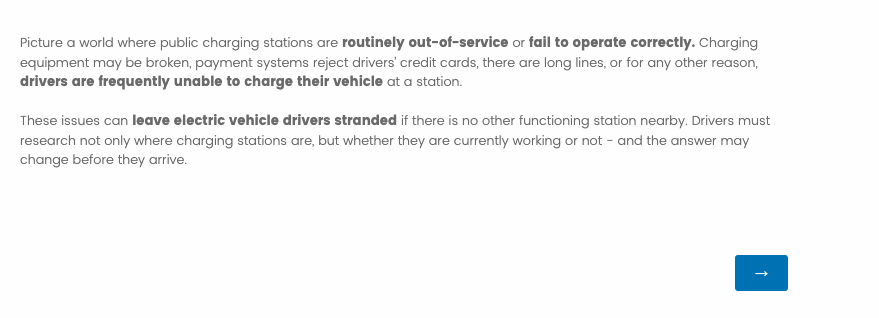 Picture a world where public charging stations are routinely out-of-service or fail to operate correctly. Charging
equipment may be broken, payment systems reject drivers’ credit cards, there are long lines, or for any other reason,
drivers are frequently unable to charge their vehicle at a station.
These issues can leave electric vehicle drivers stranded if there is no other functioning station nearby. Drivers must
research not only where charging stations are, but whether they are currently working or not - and the answer may
change before they arrive.
→